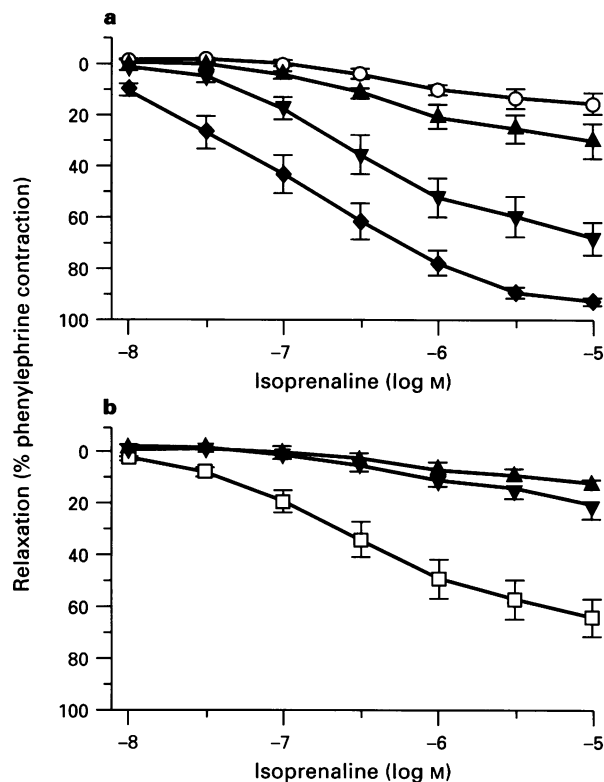 a
0
20
40
60
80
100
–8 –7 –6 –5
Isoprenaline (log M)
Relaxation (% phenylephrine contraction)
b
0
20
40
60
80
100
–8 –7 –6 –5
Isoprenaline (log M)